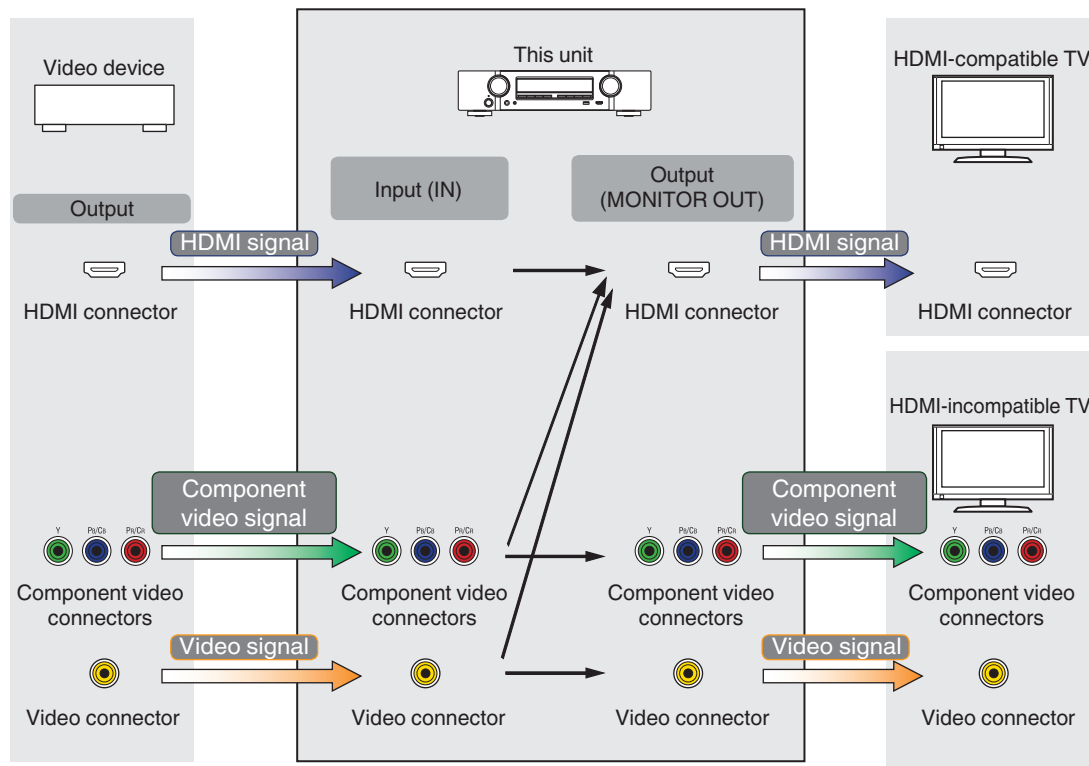 Video device
This unit
HDMI-compatible TV
Output
Input (IN)
Output
(MONITOR OUT)
HDMI signal
HDMI signal
HDMI connector
HDMI connector
HDMI connector
HDMI connector
HDMI-incompatible TV
Component
video signal
Component
video signal
Y PB/CB PR/CR
Y PB/CB PR/CR
Y PB/CB PR/CR
Y PB/CB PR/CR
Component video
connectors
Component video
connectors
Component video
connectors
Component video
connectors
Video signal
Video signal
Video connector
Video connector
Video connector
Video connector